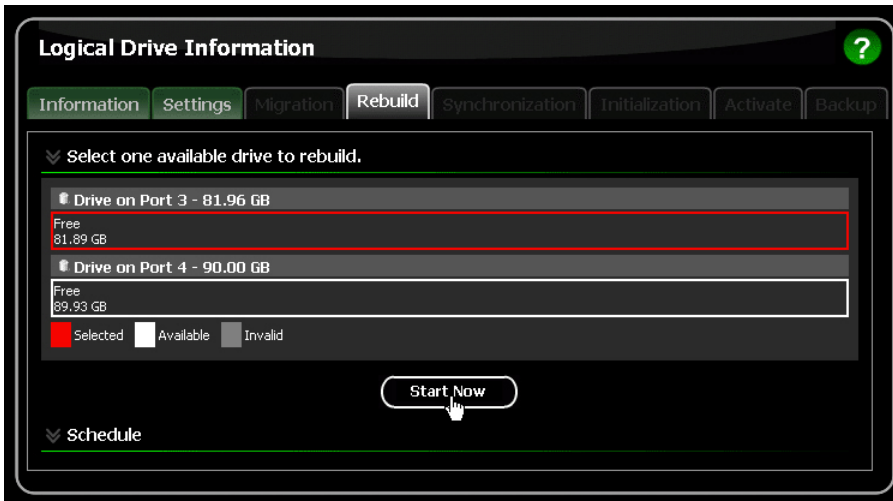 Logical Drive Information
?
Information Settings Migration Rebuild Synchronization Initialization Activate Backup
Select one available drive to rebuild.
Drive on Port 3 - 81.96 GB
Free
81.89 GB
Drive on Port 4 - 90.00 GB
Free
89.93 GB
Selected Available Invalid
Start Now
Schedule